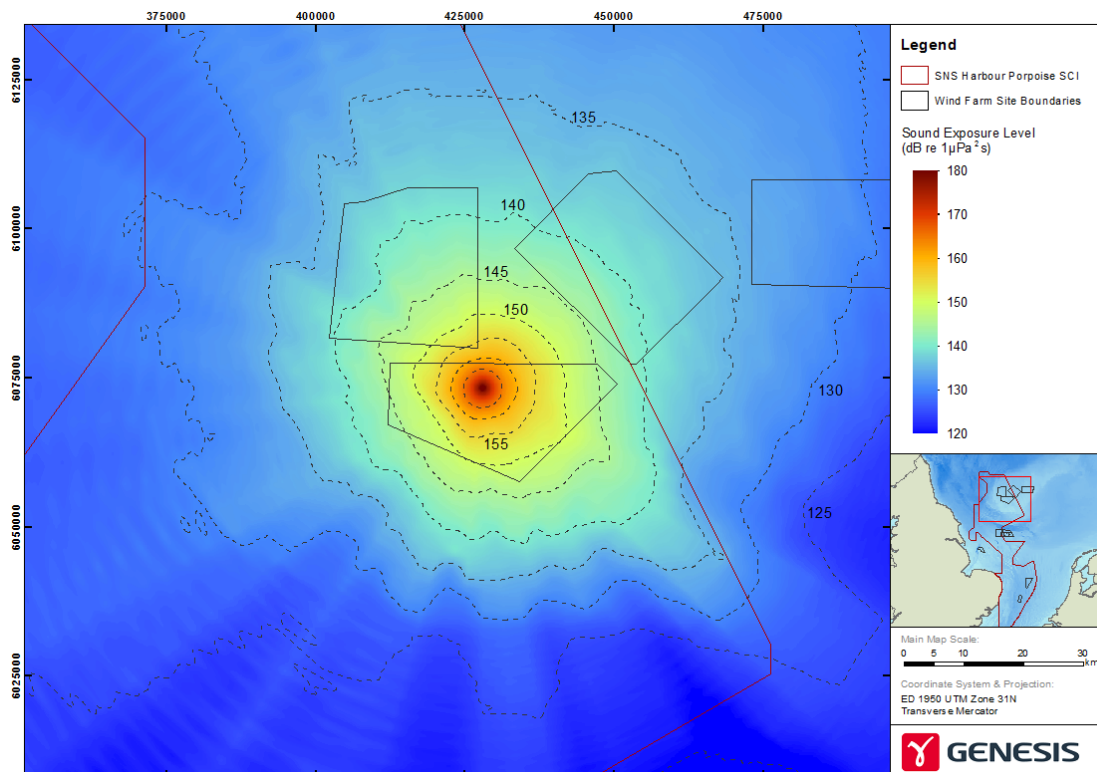 375000 400000 425000 450000 475000
6125000
6100000
6075000
6050000
6025000
135
140
145
150
155
130
125
Legend
SNS Harbour Porpoise SCI
Wind Farm Site Boundaries
Sound Exposure Level
(dB re 1µPa²s)
180
170
160
150
140
130
120
Main Map Scale:
0 5 10 20 30
km
Coordinate System & Projection:
ED 1950 UTM Zone 31N
Transverse Mercator
GENESIS